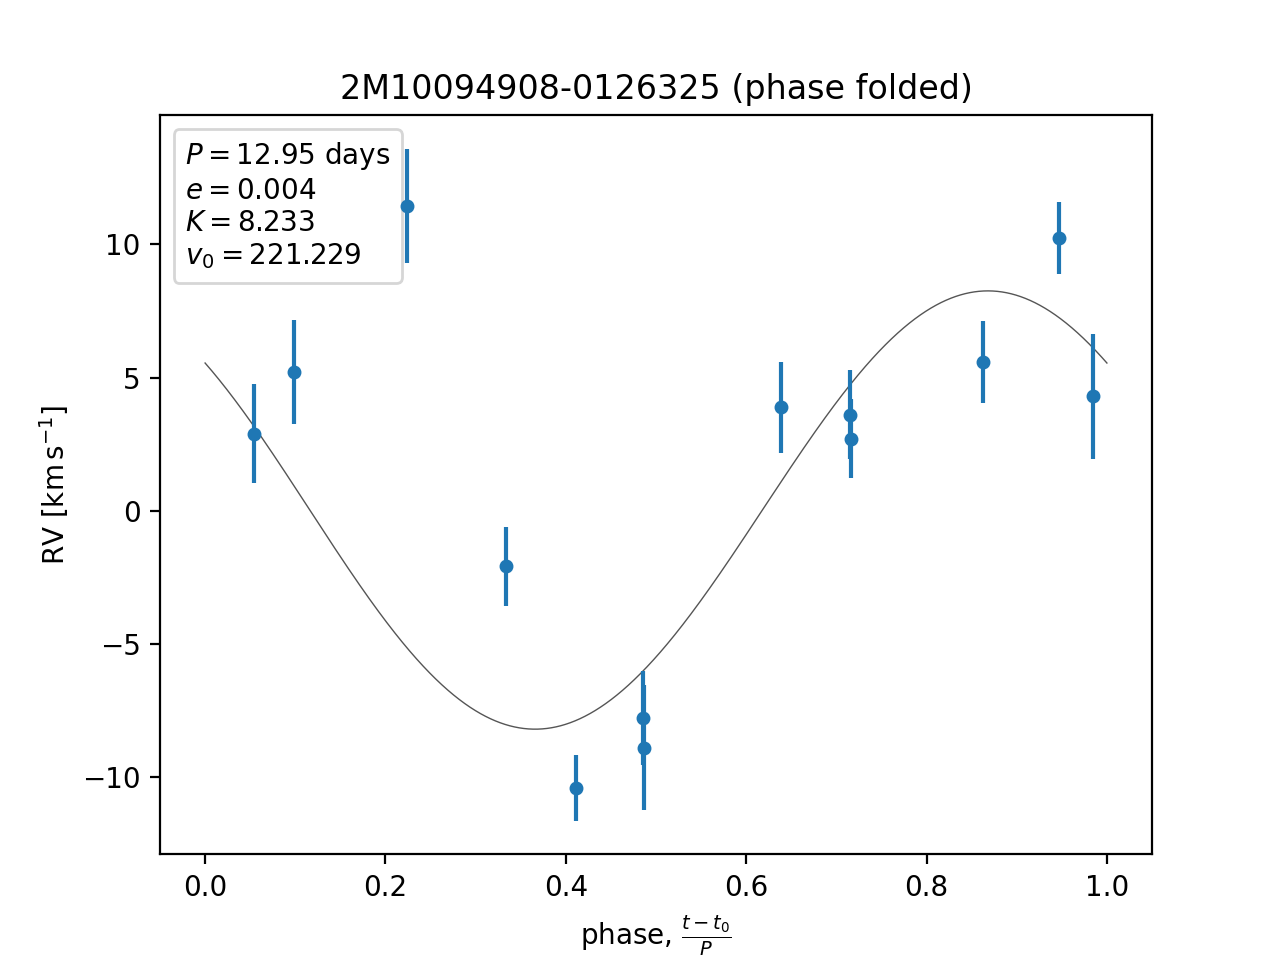 2M10094908-0126325 (phase folded)
P = 12.95 days
e = 0.004
K = 8.233
v₀ = 221.229
10
5
0
−5
−10
RV [km s⁻¹]
0.0 0.2 0.4 0.6 0.8 1.0
phase, (t − t₀)/P